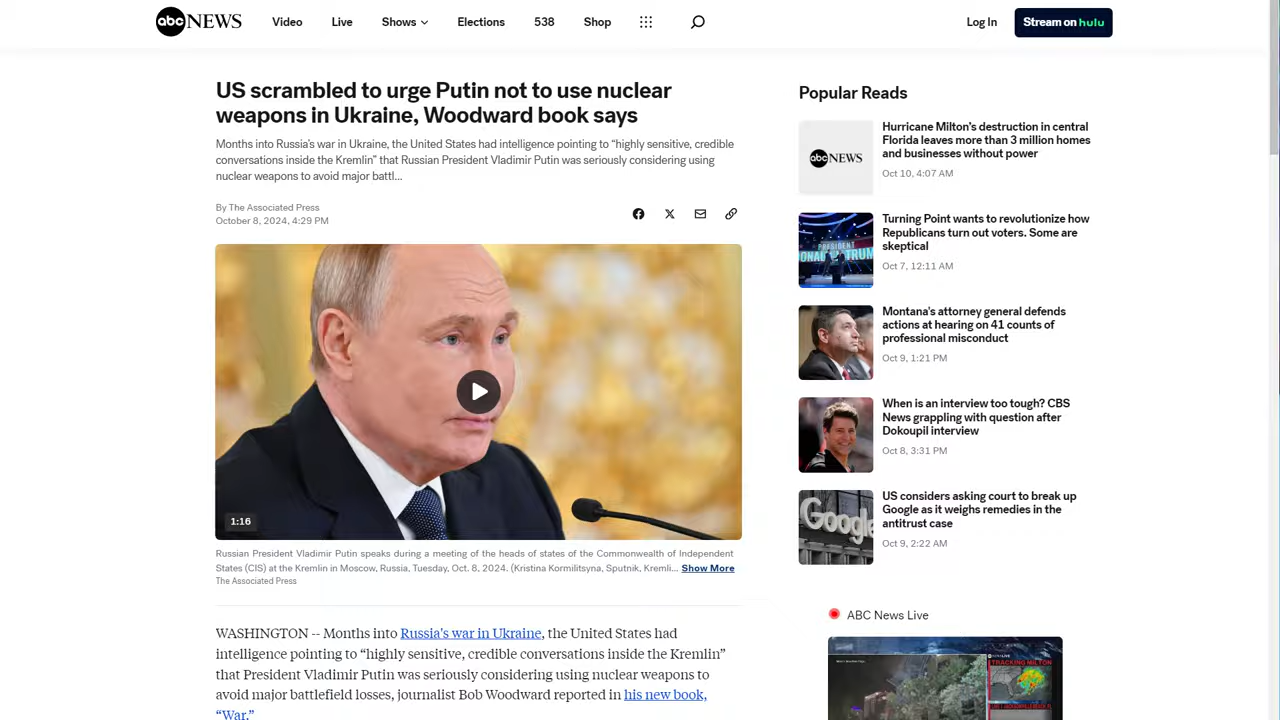 abc NEWS
Video
Live
Shows
Elections
538
Shop
Log In
Stream on hulu
US scrambled to urge Putin not to use nuclear
weapons in Ukraine, Woodward book says
Months into Russia's war in Ukraine, the United States had intelligence pointing to “highly sensitive, credible
conversations inside the Kremlin” that Russian President Vladimir Putin was seriously considering using
nuclear weapons to avoid major battl...
By The Associated Press
October 8, 2024, 4:29 PM
1:16
Russian President Vladimir Putin speaks during a meeting of the heads of states of the Commonwealth of Independent
States (CIS) at the Kremlin in Moscow, Russia, Tuesday, Oct. 8, 2024. (Kristina Kormilitsyna, Sputnik, Kremli... Show More
The Associated Press
WASHINGTON -- Months into Russia's war in Ukraine, the United States had
intelligence pointing to “highly sensitive, credible conversations inside the Kremlin”
that President Vladimir Putin was seriously considering using nuclear weapons to
avoid major battlefield losses, journalist Bob Woodward reported in his new book,
“War.”
Popular Reads
abc NEWS
Hurricane Milton's destruction in central
Florida leaves more than 3 million homes
and businesses without power
Oct 10, 4:07 AM
PRESIDENT
DONALD TRUM
Turning Point wants to revolutionize how
Republicans turn out voters. Some are
skeptical
Oct 7, 12:11 AM
Montana's attorney general defends
actions at hearing on 41 counts of
professional misconduct
Oct 9, 1:21 PM
When is an interview too tough? CBS
News grappling with question after
Dokoupil interview
Oct 8, 3:31 PM
Google
US considers asking court to break up
Google as it weighs remedies in the
antitrust case
Oct 9, 2:22 AM
ABC News Live
TRACKING MILTON